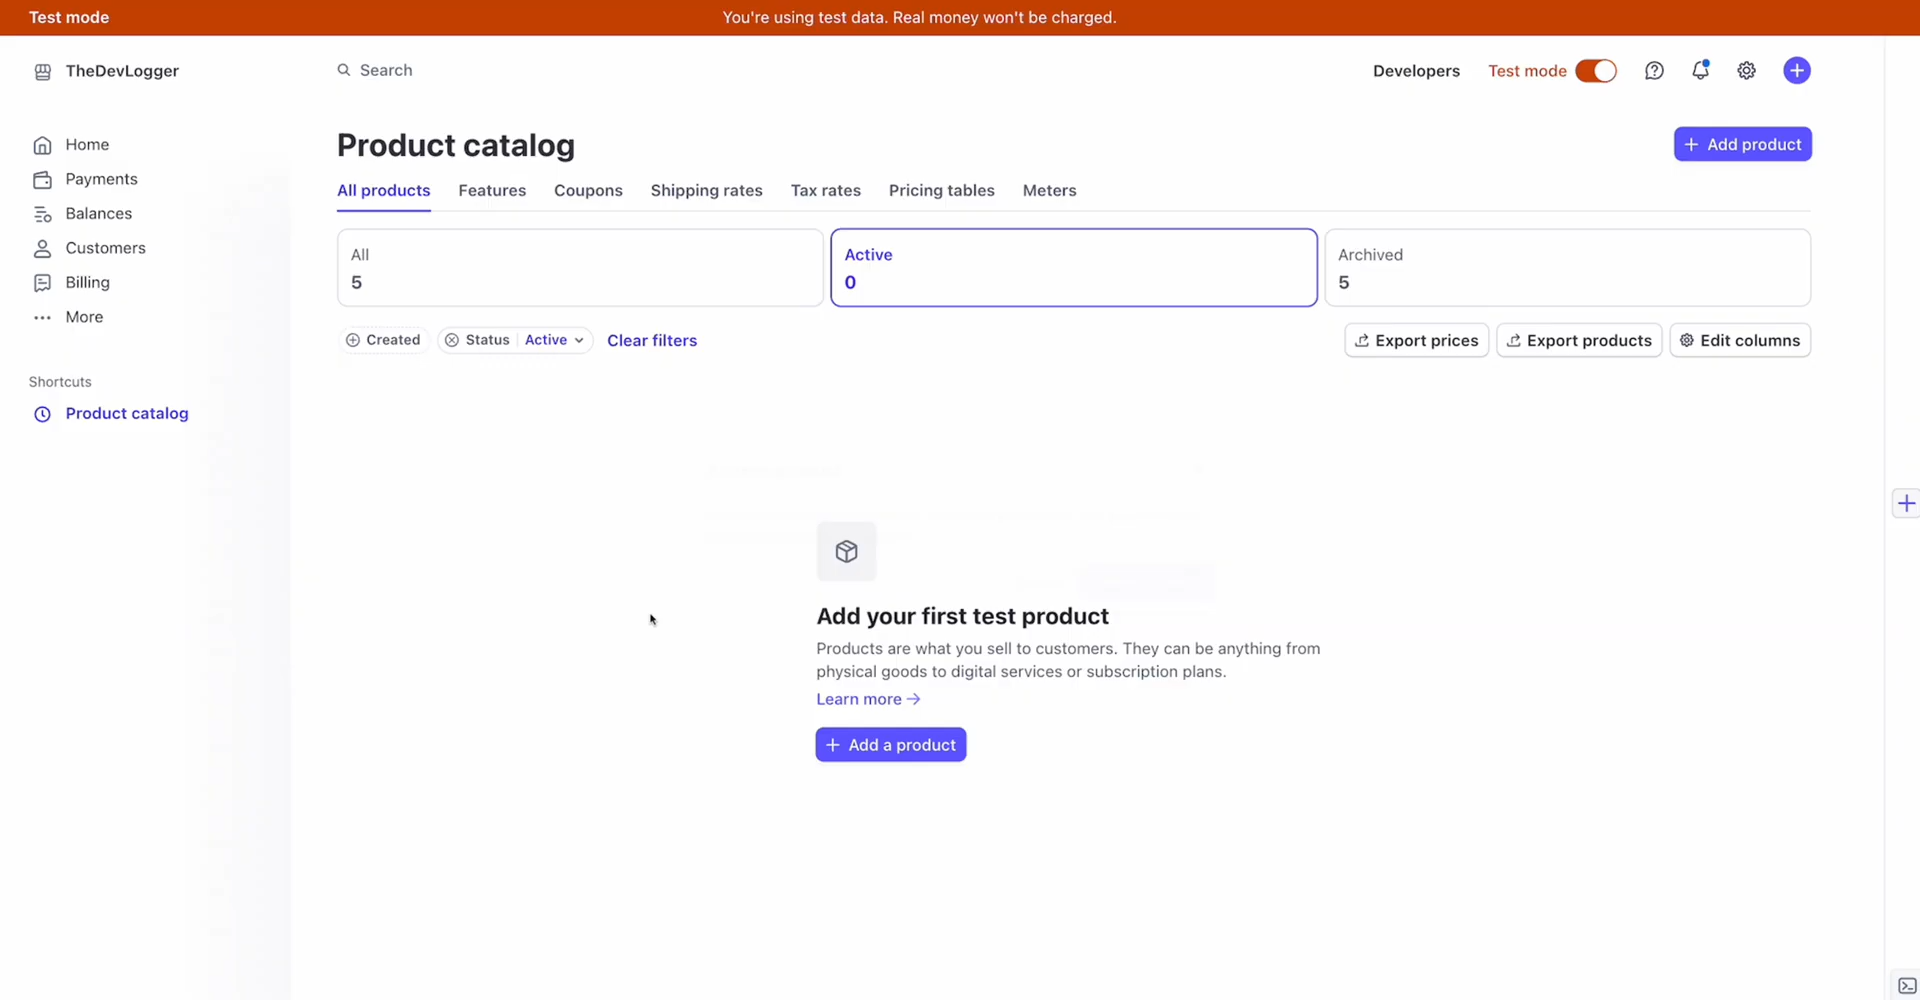 Test mode
You're using test data. Real money won't be charged.
TheDevLogger
Search
Developers
Test mode
Home
Payments
Balances
Customers
Billing
More
Shortcuts
Product catalog
Product catalog
Add product
All products
Features
Coupons
Shipping rates
Tax rates
Pricing tables
Meters
All
5
Active
0
Archived
5
Created
Status
Active
Clear filters
Export prices
Export products
Edit columns
Add your first test product
Products are what you sell to customers. They can be anything from
physical goods to digital services or subscription plans.
Learn more →
Add a product